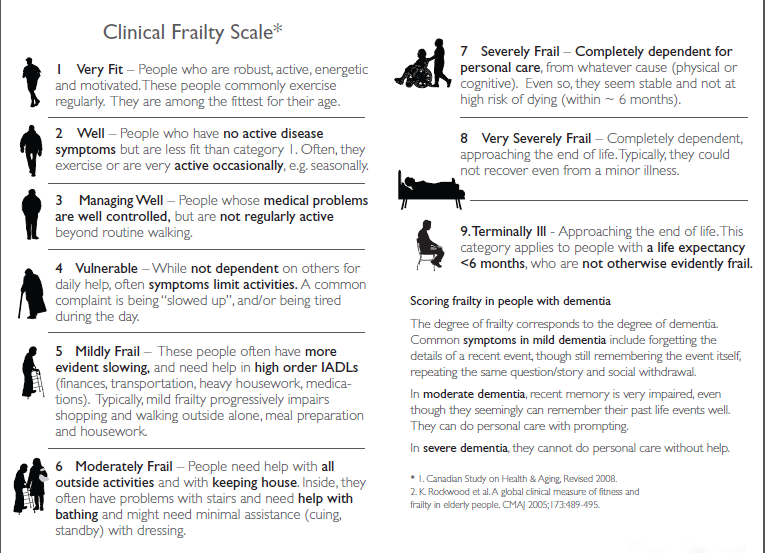 Clinical Frailty Scale*
1 Very Fit – People who are robust, active, energetic
and motivated. These people commonly exercise
regularly. They are among the fittest for their age.
2 Well – People who have no active disease
symptoms but are less fit than category 1. Often, they
exercise or are very active occasionally, e.g. seasonally.
3 Managing Well – People whose medical problems
are well controlled, but are not regularly active
beyond routine walking.
4 Vulnerable – While not dependent on others for
daily help, often symptoms limit activities. A common
complaint is being “slowed up”, and/or being tired
during the day.
5 Mildly Frail – These people often have more
evident slowing, and need help in high order IADLs
(finances, transportation, heavy housework, medica-
tions). Typically, mild frailty progressively impairs
shopping and walking outside alone, meal preparation
and housework.
6 Moderately Frail – People need help with all
outside activities and with keeping house. Inside, they
often have problems with stairs and need help with
bathing and might need minimal assistance (cuing,
standby) with dressing.
7 Severely Frail – Completely dependent for
personal care, from whatever cause (physical or
cognitive). Even so, they seem stable and not at
high risk of dying (within ~ 6 months).
8 Very Severely Frail – Completely dependent,
approaching the end of life. Typically, they could
not recover even from a minor illness.
9. Terminally Ill - Approaching the end of life. This
category applies to people with a life expectancy
<6 months, who are not otherwise evidently frail.
Scoring frailty in people with dementia
The degree of frailty corresponds to the degree of dementia.
Common symptoms in mild dementia include forgetting the
details of a recent event, though still remembering the event itself,
repeating the same question/story and social withdrawal.
In moderate dementia, recent memory is very impaired, even
though they seemingly can remember their past life events well.
They can do personal care with prompting.
In severe dementia, they cannot do personal care without help.
* 1. Canadian Study on Health & Aging, Revised 2008.
2. K. Rockwood et al. A global clinical measure of fitness and
frailty in elderly people. CMAJ 2005;173:489-495.